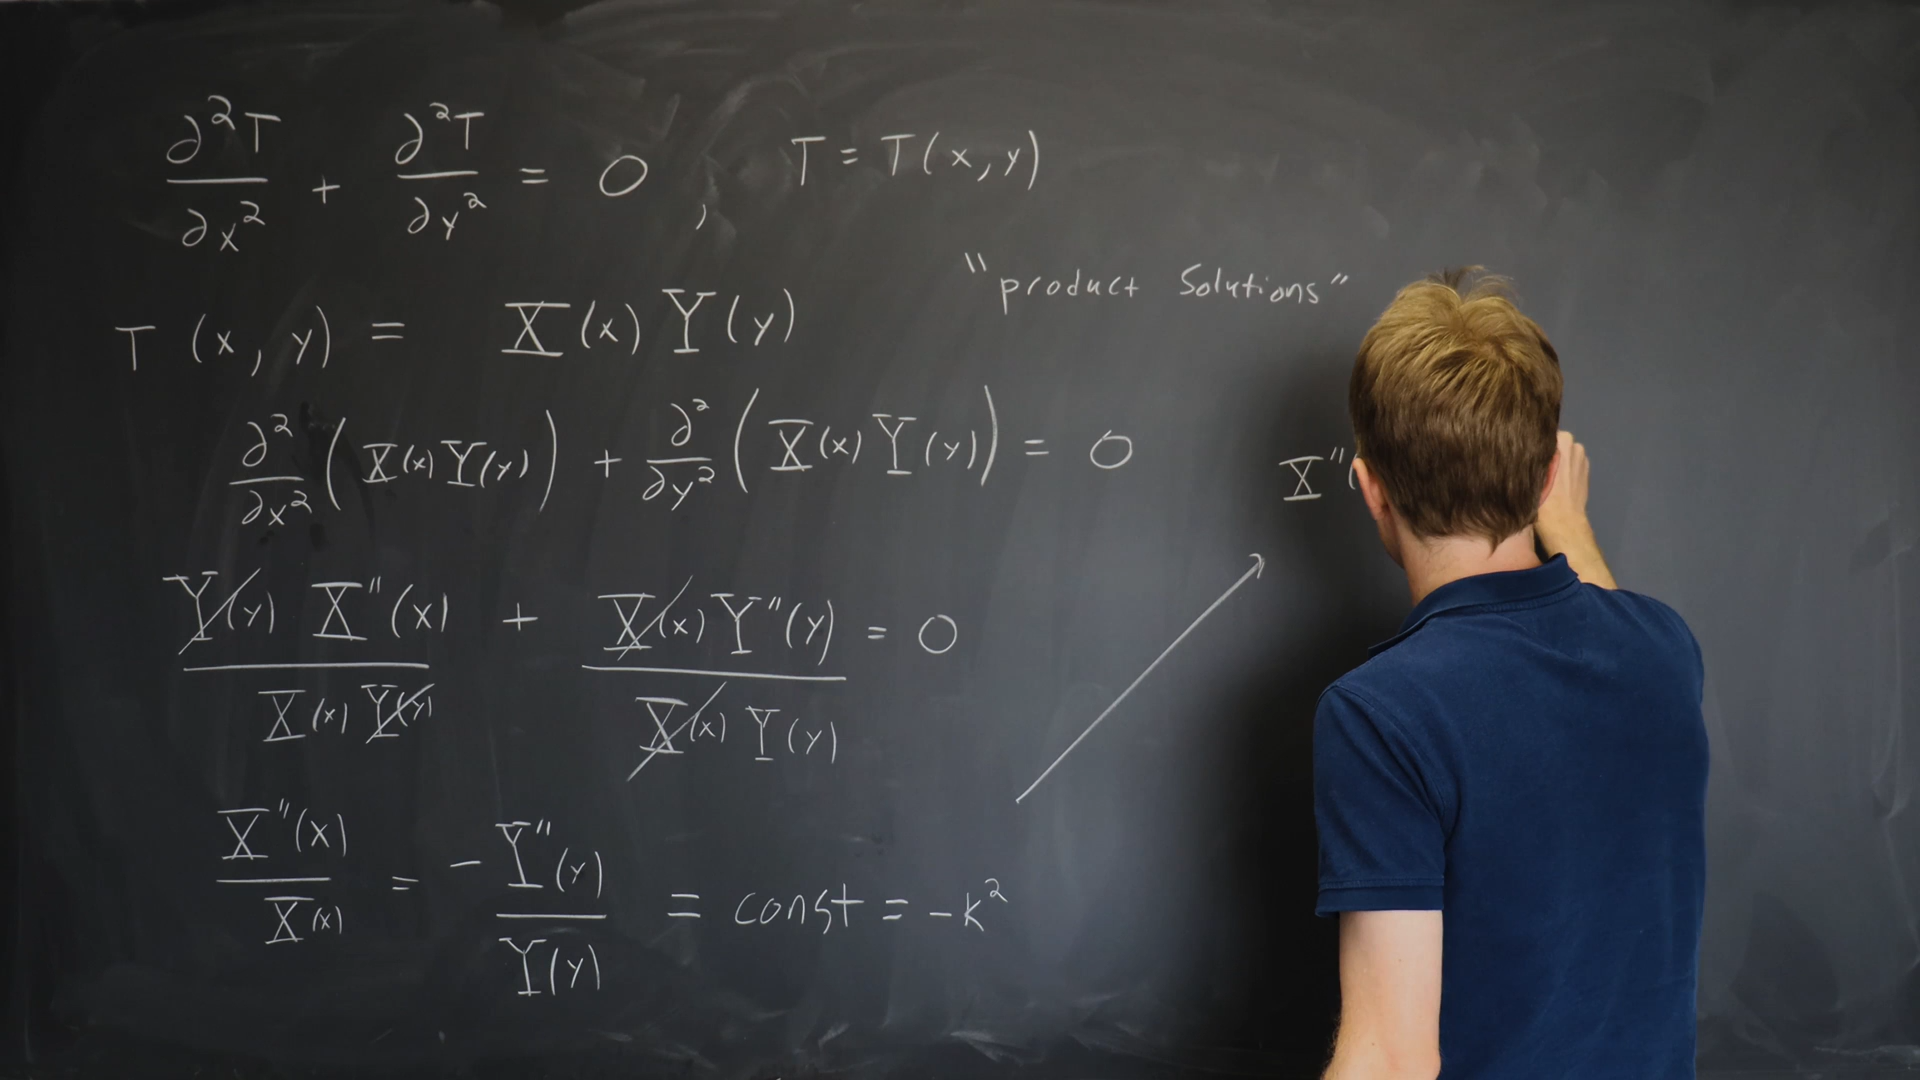 ∂²T/∂x² + ∂²T/∂y² = 0 , T = T(x, y)
"product Solutions"
T (x, y) = X(x) Y(y)
∂²/∂x² (X(x) Y(y)) + ∂²/∂y² (X(x) Y(y)) = 0
X"(
Y(y) X"(x) / X(x) Y(y) + X(x) Y"(y) / X(x) Y(y) = 0
X"(x) / X(x) = - Y"(y) / Y(y) = const = -k²